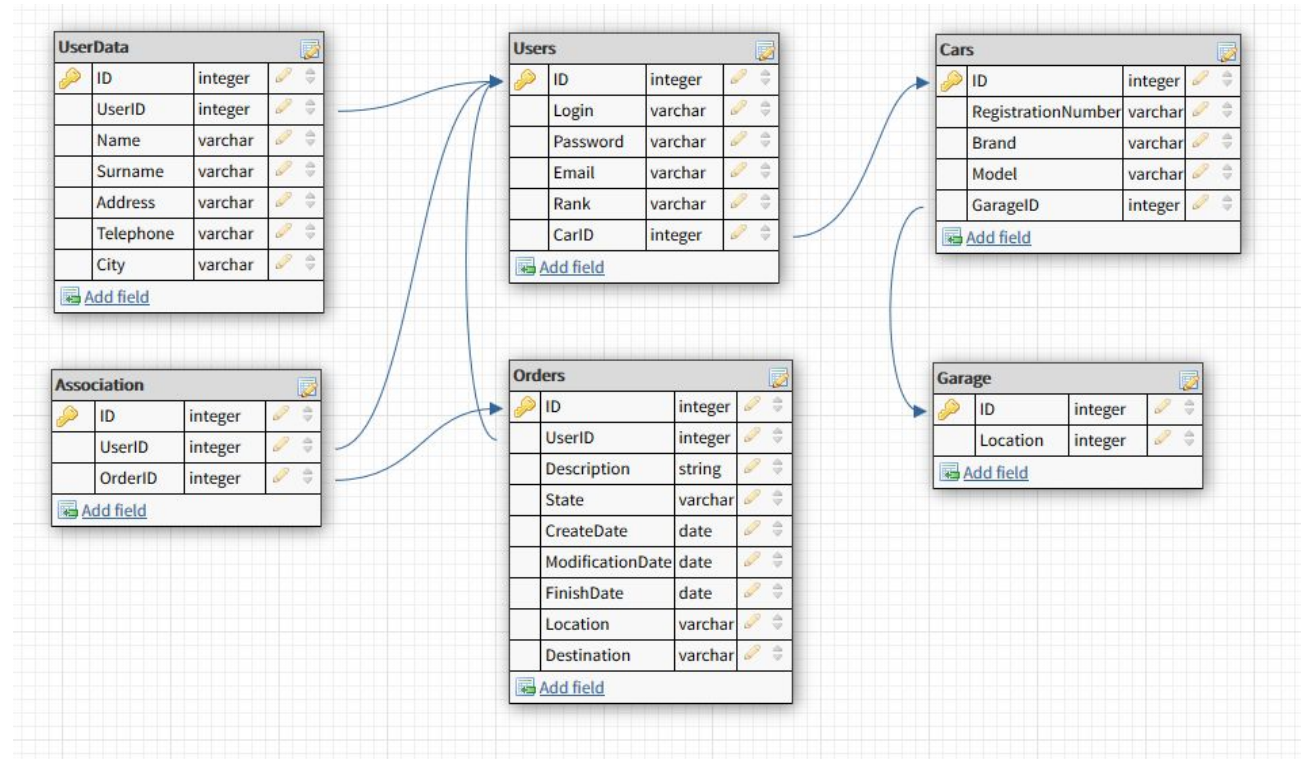 UserData
ID integer
UserID integer
Name varchar
Surname varchar
Address varchar
Telephone varchar
City varchar
Add field
Users
ID integer
Login varchar
Password varchar
Email varchar
Rank varchar
CarID integer
Add field
Cars
ID integer
RegistrationNumber varchar
Brand varchar
Model varchar
GarageID integer
Add field
Association
ID integer
UserID integer
OrderID integer
Add field
Orders
ID integer
UserID integer
Description string
State varchar
CreateDate date
ModificationDate date
FinishDate date
Location varchar
Destination varchar
Add field
Garage
ID integer
Location integer
Add field